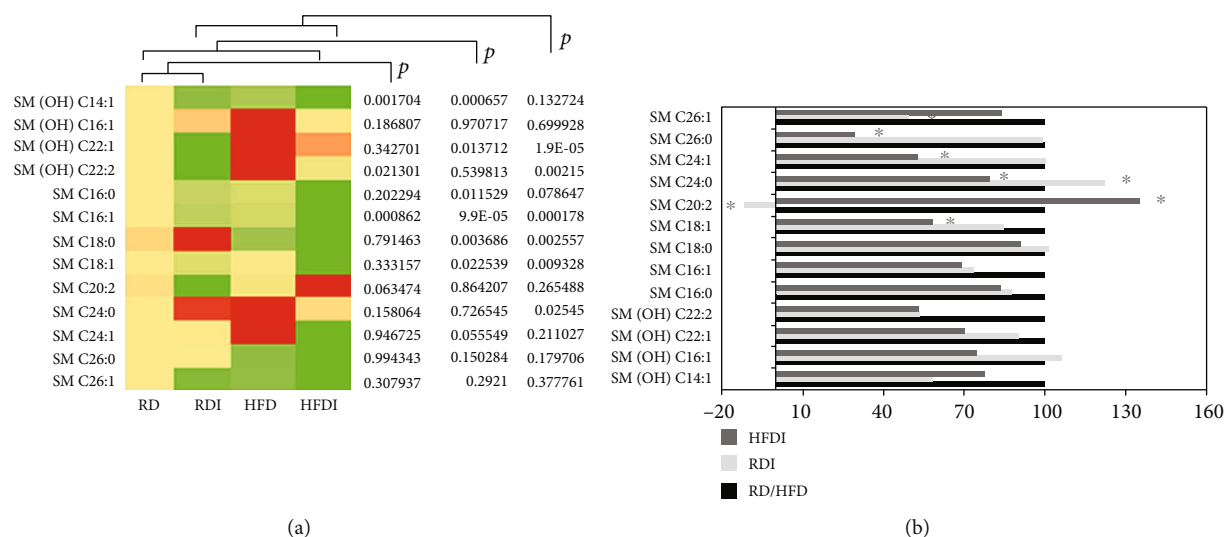 p
p
p
SM (OH) C14:1 0.001704 0.000657 0.132724
SM (OH) C16:1 0.186807 0.970717 0.699928
SM (OH) C22:1 0.342701 0.013712 1.9E-05
SM (OH) C22:2 0.021301 0.539813 0.00215
SM C16:0 0.202294 0.011529 0.078647
SM C16:1 0.000862 9.9E-05 0.000178
SM C18:0 0.791463 0.003686 0.002557
SM C18:1 0.333157 0.022539 0.009328
SM C20:2 0.063474 0.864207 0.265488
SM C24:0 0.158064 0.726545 0.02545
SM C24:1 0.946725 0.055549 0.211027
SM C26:0 0.994343 0.150284 0.179706
SM C26:1 0.307937 0.2921 0.377761
RD RDI HFD HFDI
(a)
SM C26:1 *
SM C26:0 *
SM C24:1 *
SM C24:0 * *
SM C20:2 * *
SM C18:1 *
SM C18:0
SM C16:1
SM C16:0
SM (OH) C22:2
SM (OH) C22:1
SM (OH) C16:1
SM (OH) C14:1
−20 10 40 70 100 130 160
HFDI
RDI
RD/HFD
(b)